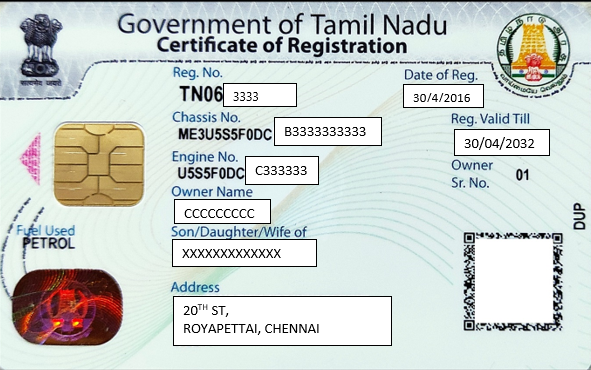 Government of Tamil Nadu
Certificate of Registration
Reg. No.
TN06 3333
Date of Reg.
30/4/2016
Chassis No.
ME3U5S5F0DC B3333333333
Reg. Valid Till
30/04/2032
Engine No.
U5S5F0DC C333333
Owner
Sr. No. 01
Owner Name
CCCCCCCCC
Fuel Used
PETROL
Son/Daughter/Wife of
XXXXXXXXXXXXX
DUP
Address
20TH ST,
ROYAPETTAI, CHENNAI
सत्यमेव जयते